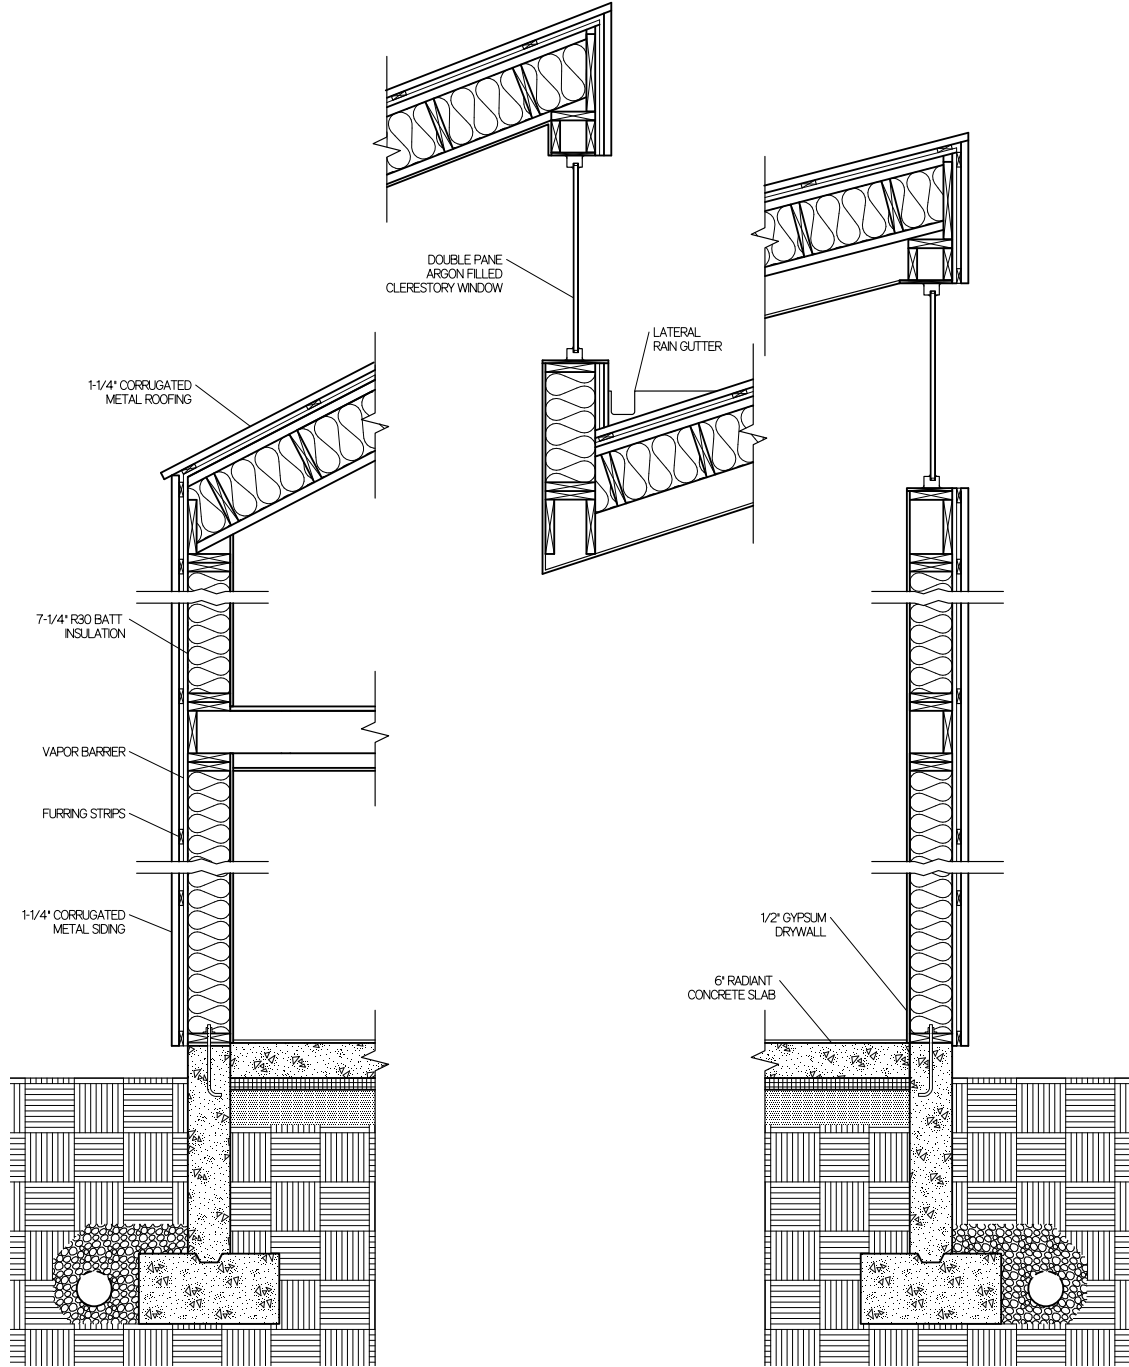 DOUBLE PANE
ARGON FILLED
CLERESTORY WINDOW
LATERAL
RAIN GUTTER
1-1/4" CORRUGATED
METAL ROOFING
7-1/4" R30 BATT
INSULATION
VAPOR BARRIER
FURRING STRIPS
1-1/4" CORRUGATED
METAL SIDING
1/2" GYPSUM
DRYWALL
6" RADIANT
CONCRETE SLAB